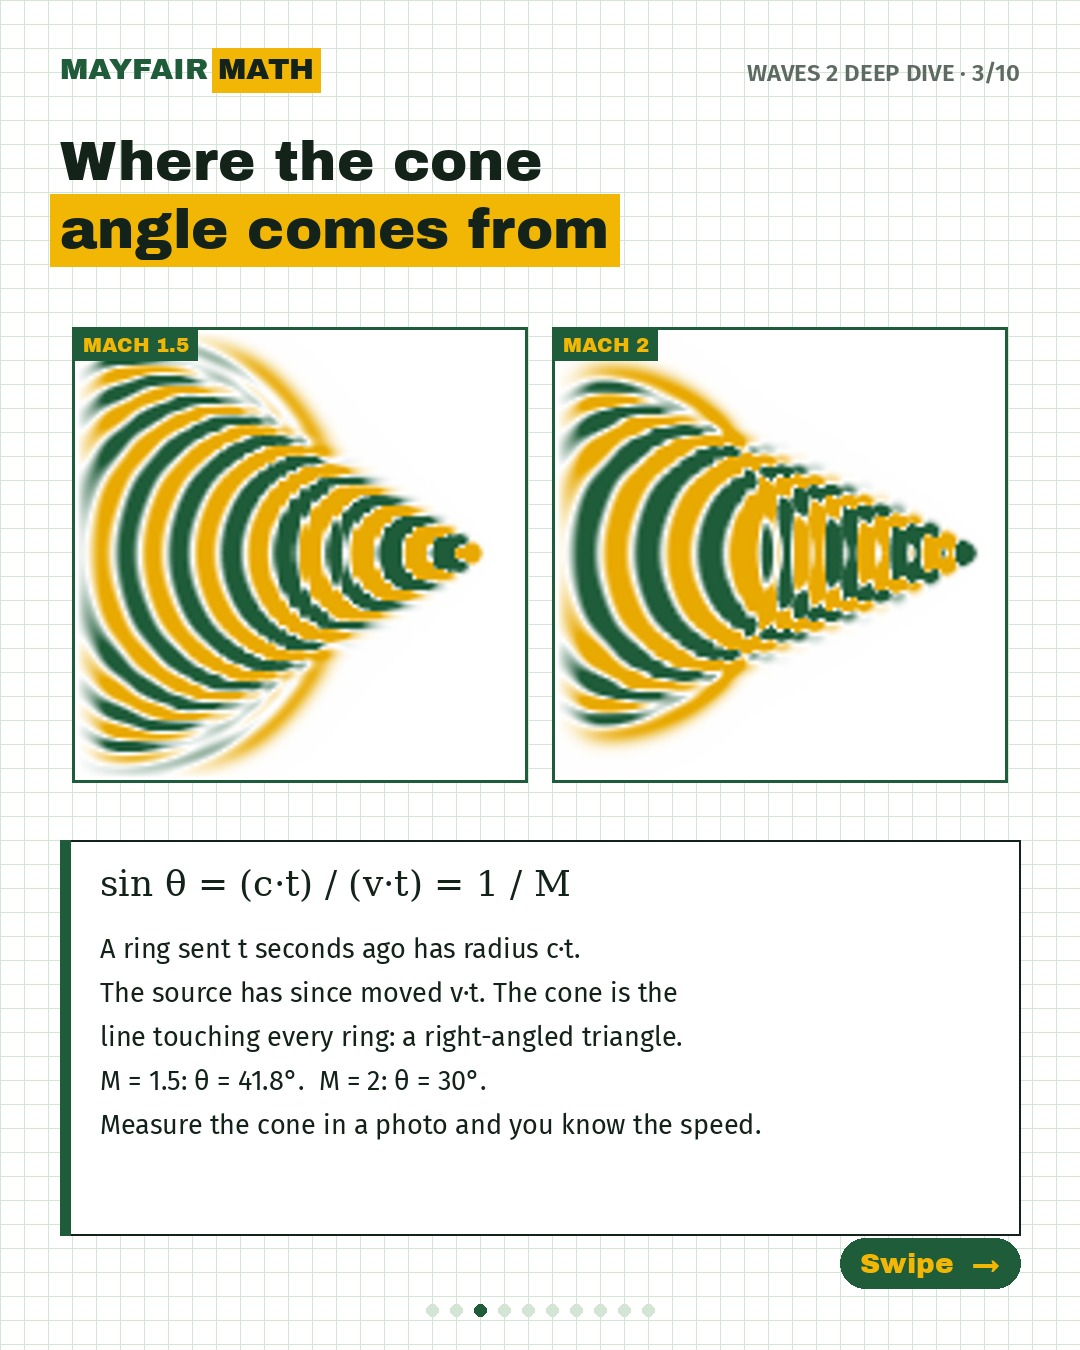 MAYFAIR MATH
WAVES 2 DEEP DIVE · 3/10
Where the cone
angle comes from
MACH 1.5
MACH 2
sin θ = (c·t) / (v·t) = 1 / M
A ring sent t seconds ago has radius c·t.
The source has since moved v·t. The cone is the
line touching every ring: a right-angled triangle.
M = 1.5: θ = 41.8°.  M = 2: θ = 30°.
Measure the cone in a photo and you know the speed.
Swipe →